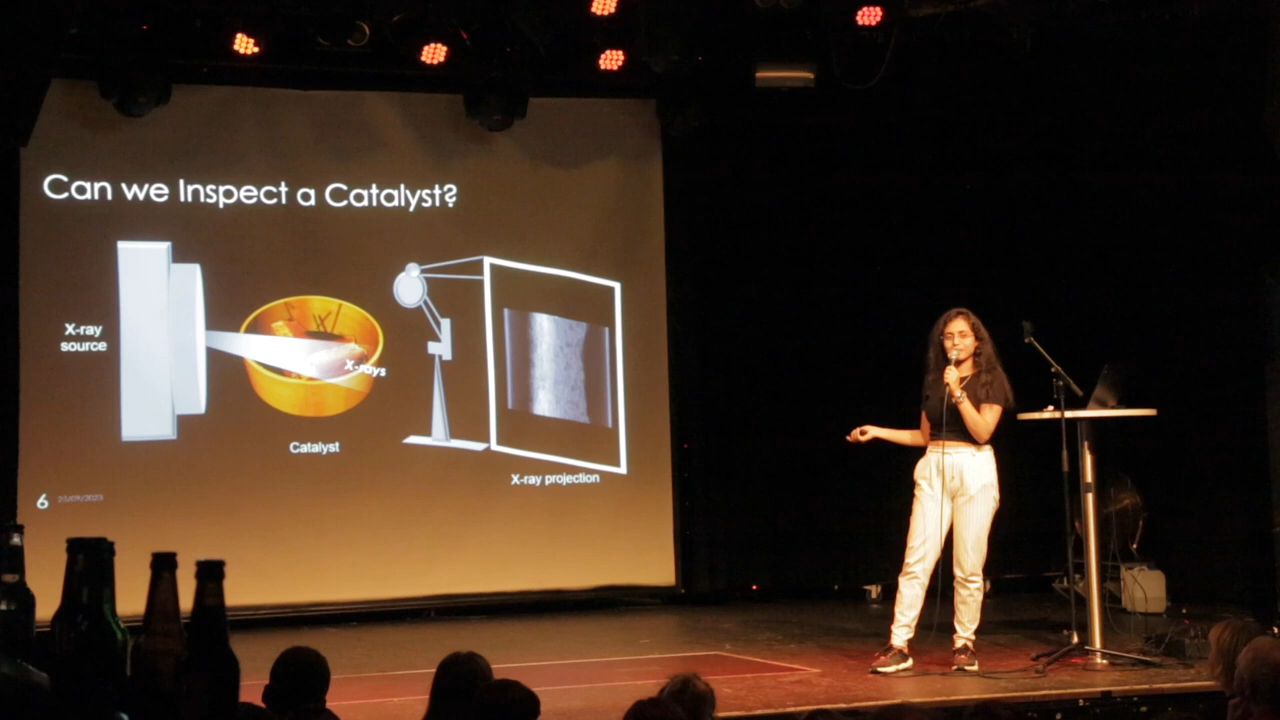 Can we Inspect a Catalyst?
X-ray
source
X-rays
Catalyst
X-ray projection
6